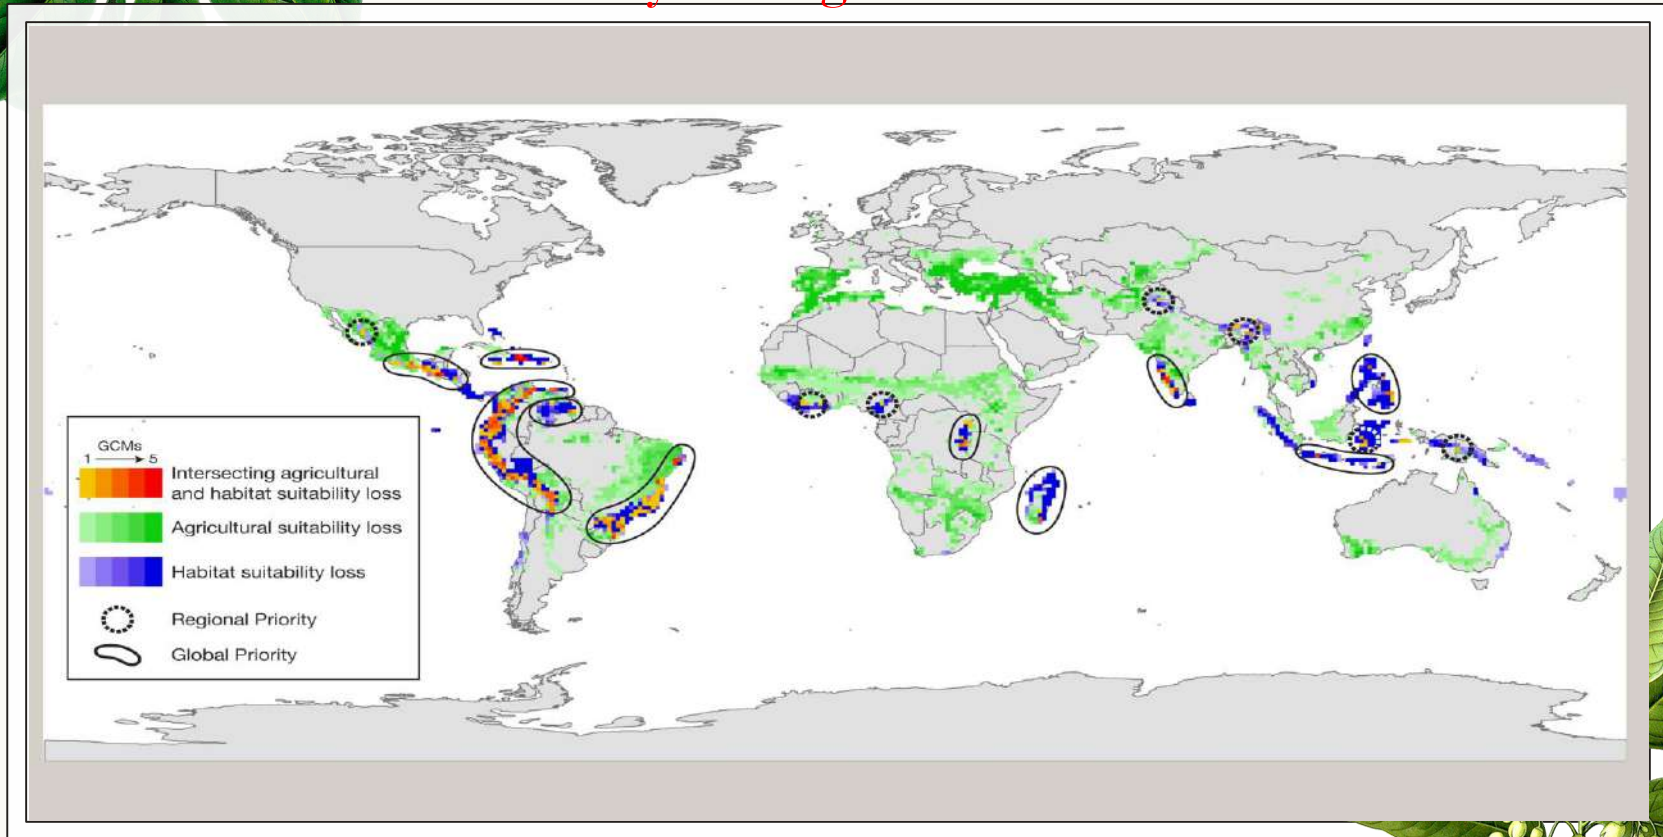 GCMs
1 5
Intersecting agricultural
and habitat suitability loss
Agricultural suitability loss
Habitat suitability loss
Regional Priority
Global Priority